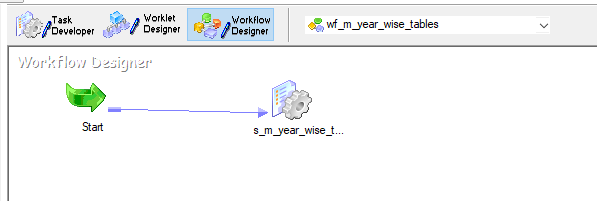 Task
Developer
Worklet
Designer
Workflow
Designer
wf_m_year_wise_tables
Workflow Designer
Start
s_m_year_wise_t...